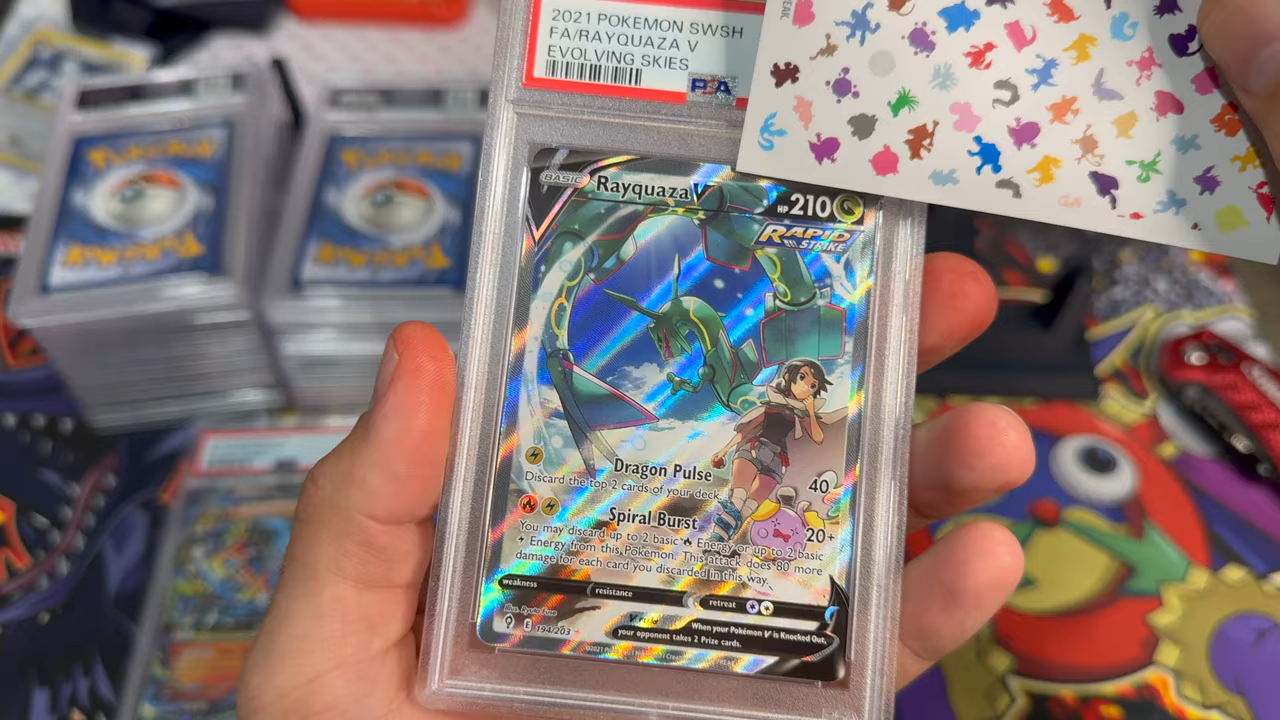 2021 POKEMON SWSH
FA/RAYQUAZA V
EVOLVING SKIES
PSA
BASIC
Rayquaza V
HP 210
RAPID
STRIKE
Dragon Pulse 40
Discard the top 2 cards of your deck.
Spiral Burst 20+
You may discard up to 2 basic Energy or up to 2 basic
Energy from this Pokémon. This attack does 80 more
damage for each card you discarded in this way.
weakness resistance retreat
Illus. Ryota Fuse
E 194/203
V rule When your Pokémon V is Knocked Out,
your opponent takes 2 Prize cards.
©2021